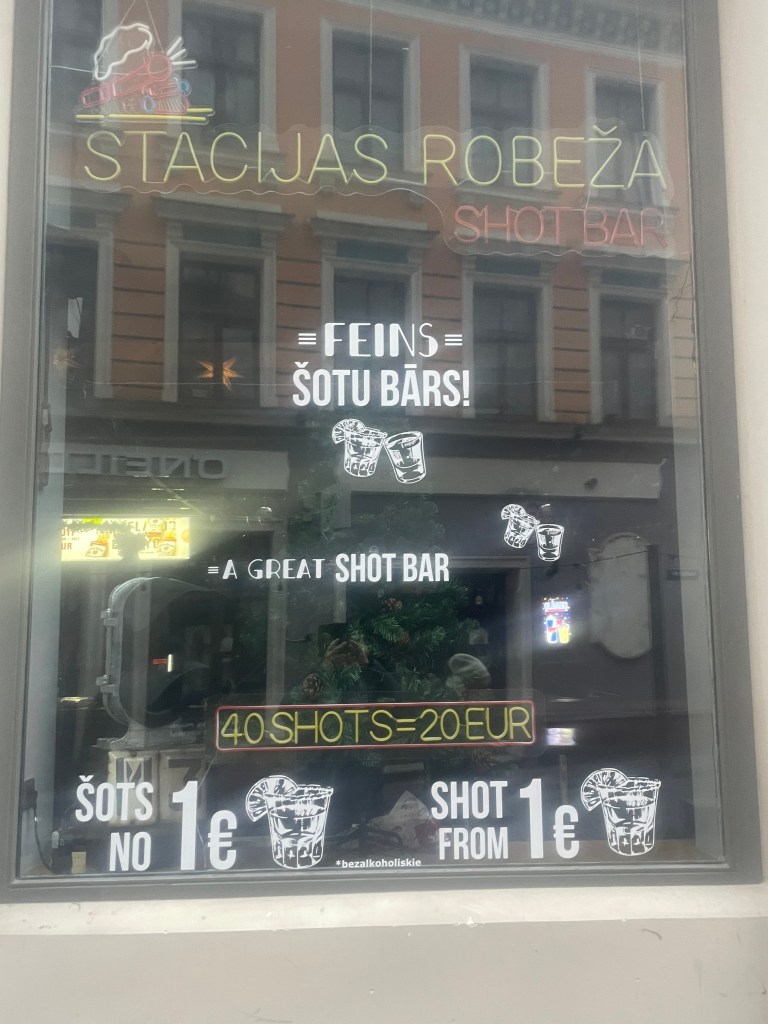 STACIJAS ROBEŽA
SHOT BAR
FEINS
ŠOTU BĀRS!
A GREAT SHOT BAR
40 SHOTS=20 EUR
ŠOTS NO 1€
SHOT FROM 1€
*bezalkoholiskie